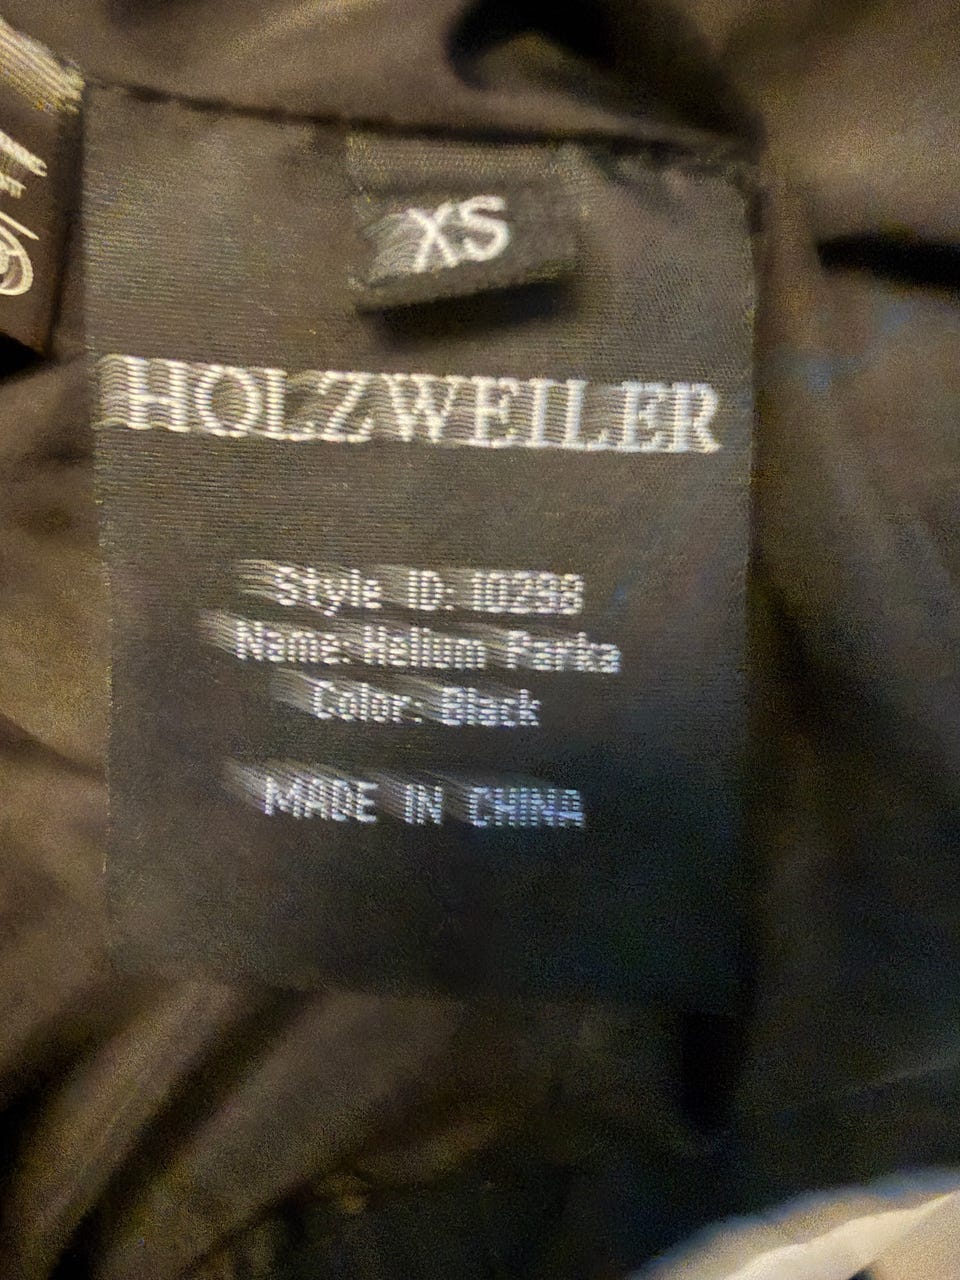 XS
HOLZWEILER
Style ID: 10298
Name: Helium Parka
Color: Black
MADE IN CHINA